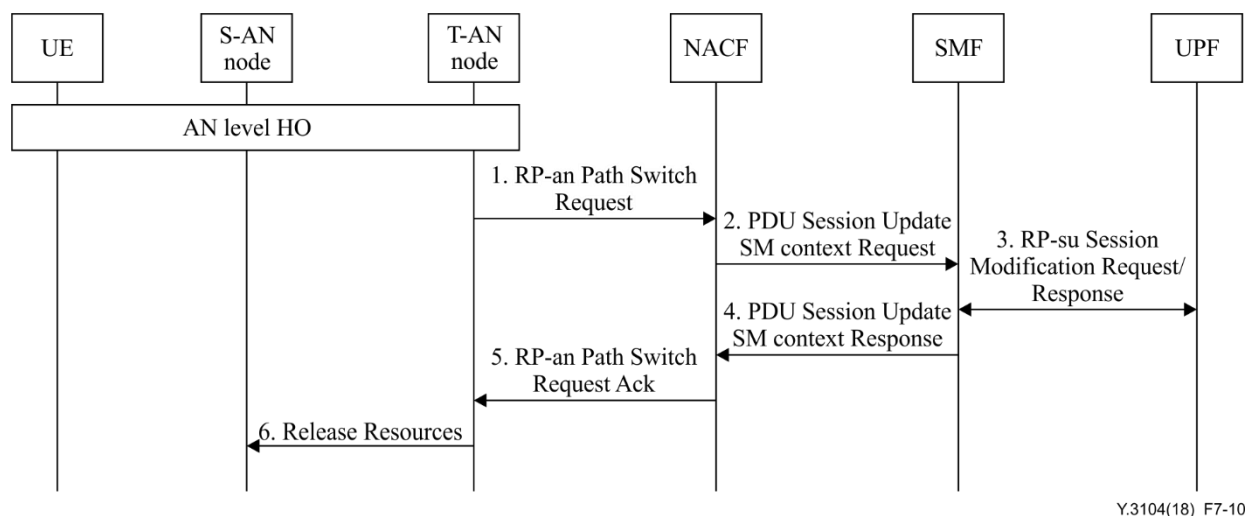 UE
S-AN
node
T-AN
node
NACF
SMF
UPF
AN level HO
1. RP-an Path Switch
Request
2. PDU Session Update
SM context Request
3. RP-su Session
Modification Request/
Response
4. PDU Session Update
SM context Response
5. RP-an Path Switch
Request Ack
6. Release Resources
Y.3104(18)_F7-10